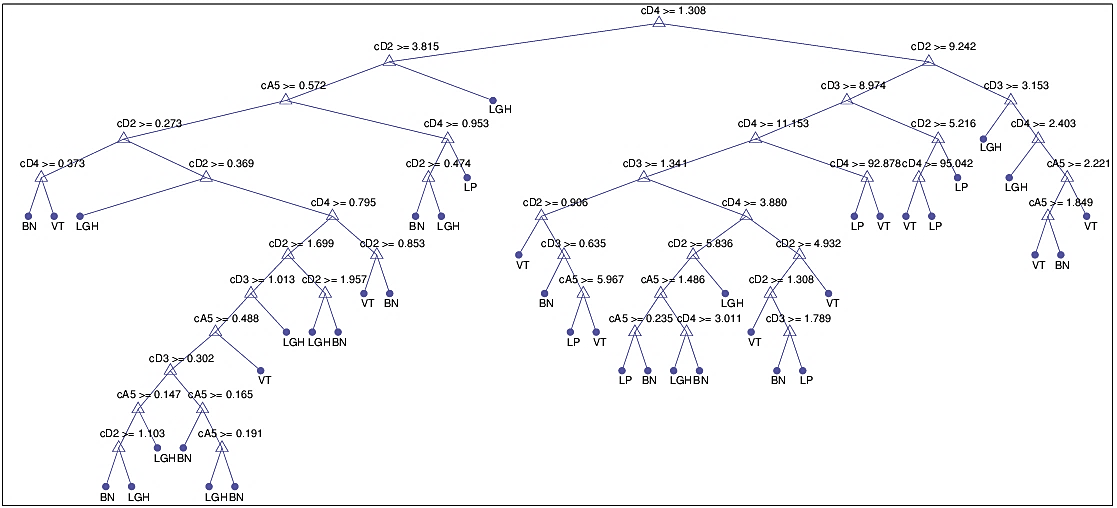 cD4 >= 1.308
cD2 >= 3.815
cD2 >= 9.242
cA5 >= 0.572
cD3 >= 8.974
cD3 >= 3.153
LGH
cD2 >= 0.273
cD4 >= 0.953
cD4 >= 11.153
cD2 >= 5.216
cD4 >= 2.403
LGH
cD4 >= 0.373
cD2 >= 0.369
cD2 >= 0.474
cD3 >= 1.341
cD4 >= 92.878
cD4 >= 95.042
cA5 >= 2.221
LP
LP
LGH
cD4 >= 0.795
cD2 >= 0.906
cD4 >= 3.880
cA5 >= 1.849
BN
VT
LGH
BN
LGH
LP
VT
VT
LP
VT
cD2 >= 1.699
cD2 >= 0.853
cD3 >= 0.635
cD2 >= 5.836
cD2 >= 4.932
VT
VT
BN
cD3 >= 1.013
cD2 >= 1.957
cA5 >= 5.967
cA5 >= 1.486
cD2 >= 1.308
VT
BN
BN
LGH
VT
cA5 >= 0.488
cA5 >= 0.235
cD4 >= 3.011
cD3 >= 1.789
LGH
LGH
BN
LP
VT
VT
cD3 >= 0.302
VT
LP
BN
LGH
BN
BN
LP
cA5 >= 0.147
cA5 >= 0.165
cD2 >= 1.103
cA5 >= 0.191
LGH
BN
BN
LGH
LGH
BN